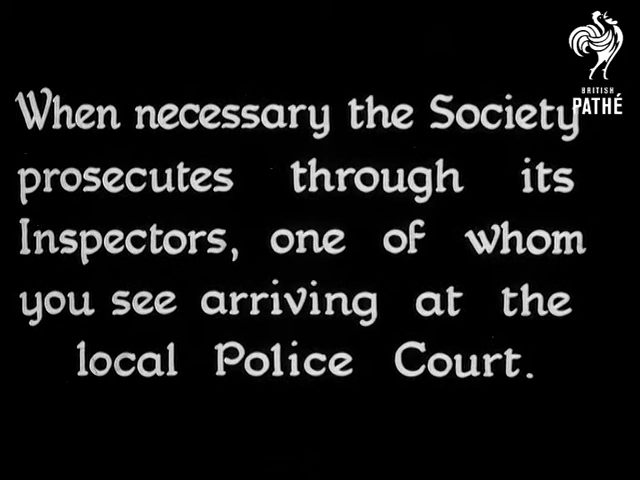 BRITISH
PATHÉ
When necessary the Society
prosecutes through its
Inspectors, one of whom
you see arriving at the
local Police Court.